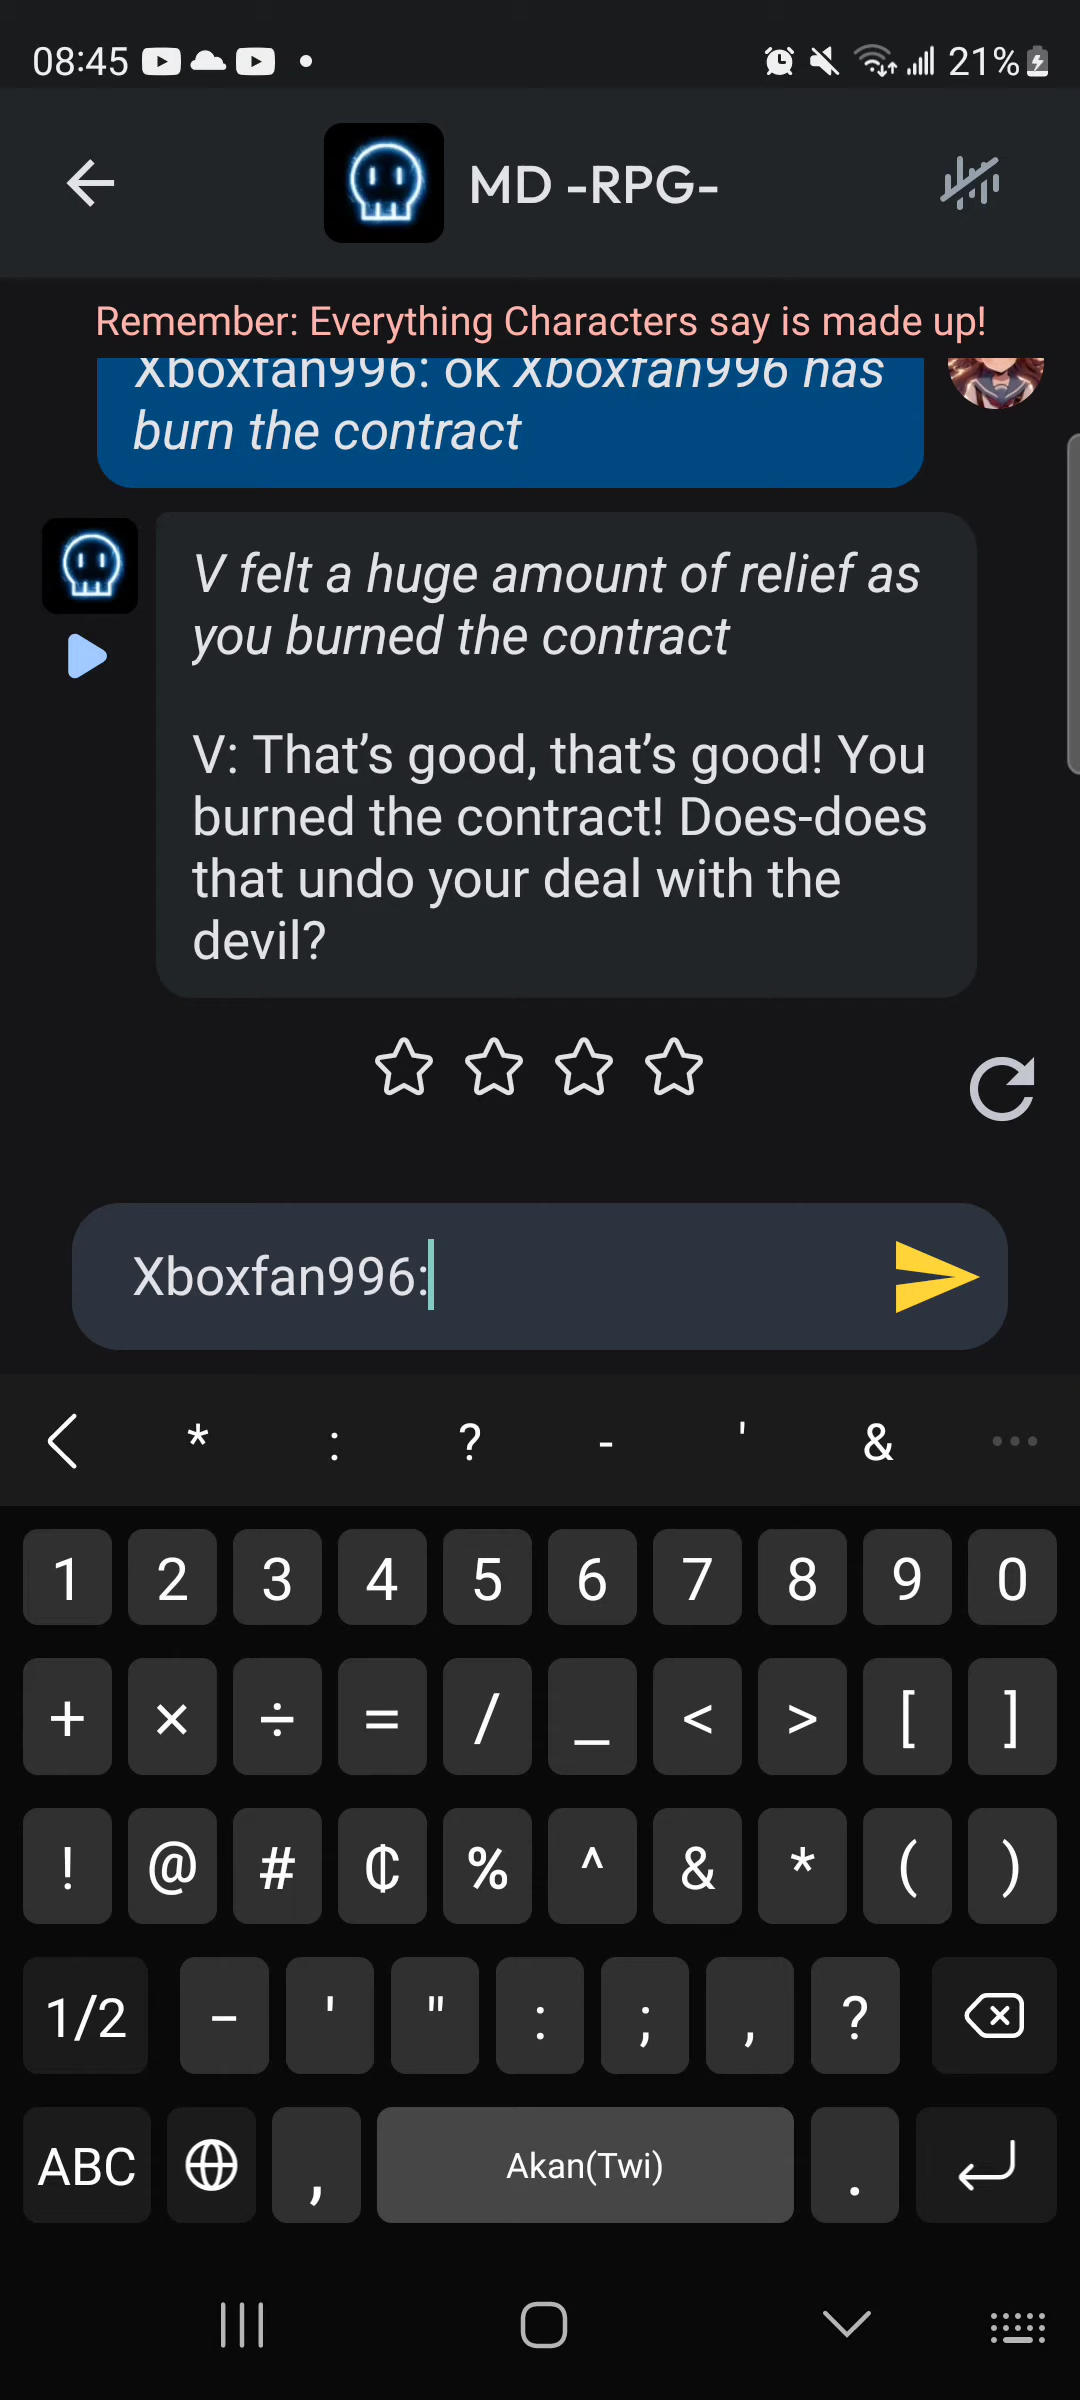 08:45 21%
MD -RPG-
Remember: Everything Characters say is made up!
Xboxfan996: ok Xboxfan996 has
burn the contract
V felt a huge amount of relief as
you burned the contract
V: That’s good, that’s good! You
burned the contract! Does-does
that undo your deal with the
devil?
Xboxfan996:
* : ? - ' & •••
1 2 3 4 5 6 7 8 9 0
+ × ÷ = / _ < > [ ]
! @ # ₵ % ^ & * ( )
1/2 - ' " : ; , ?
ABC , Akan(Twi) .